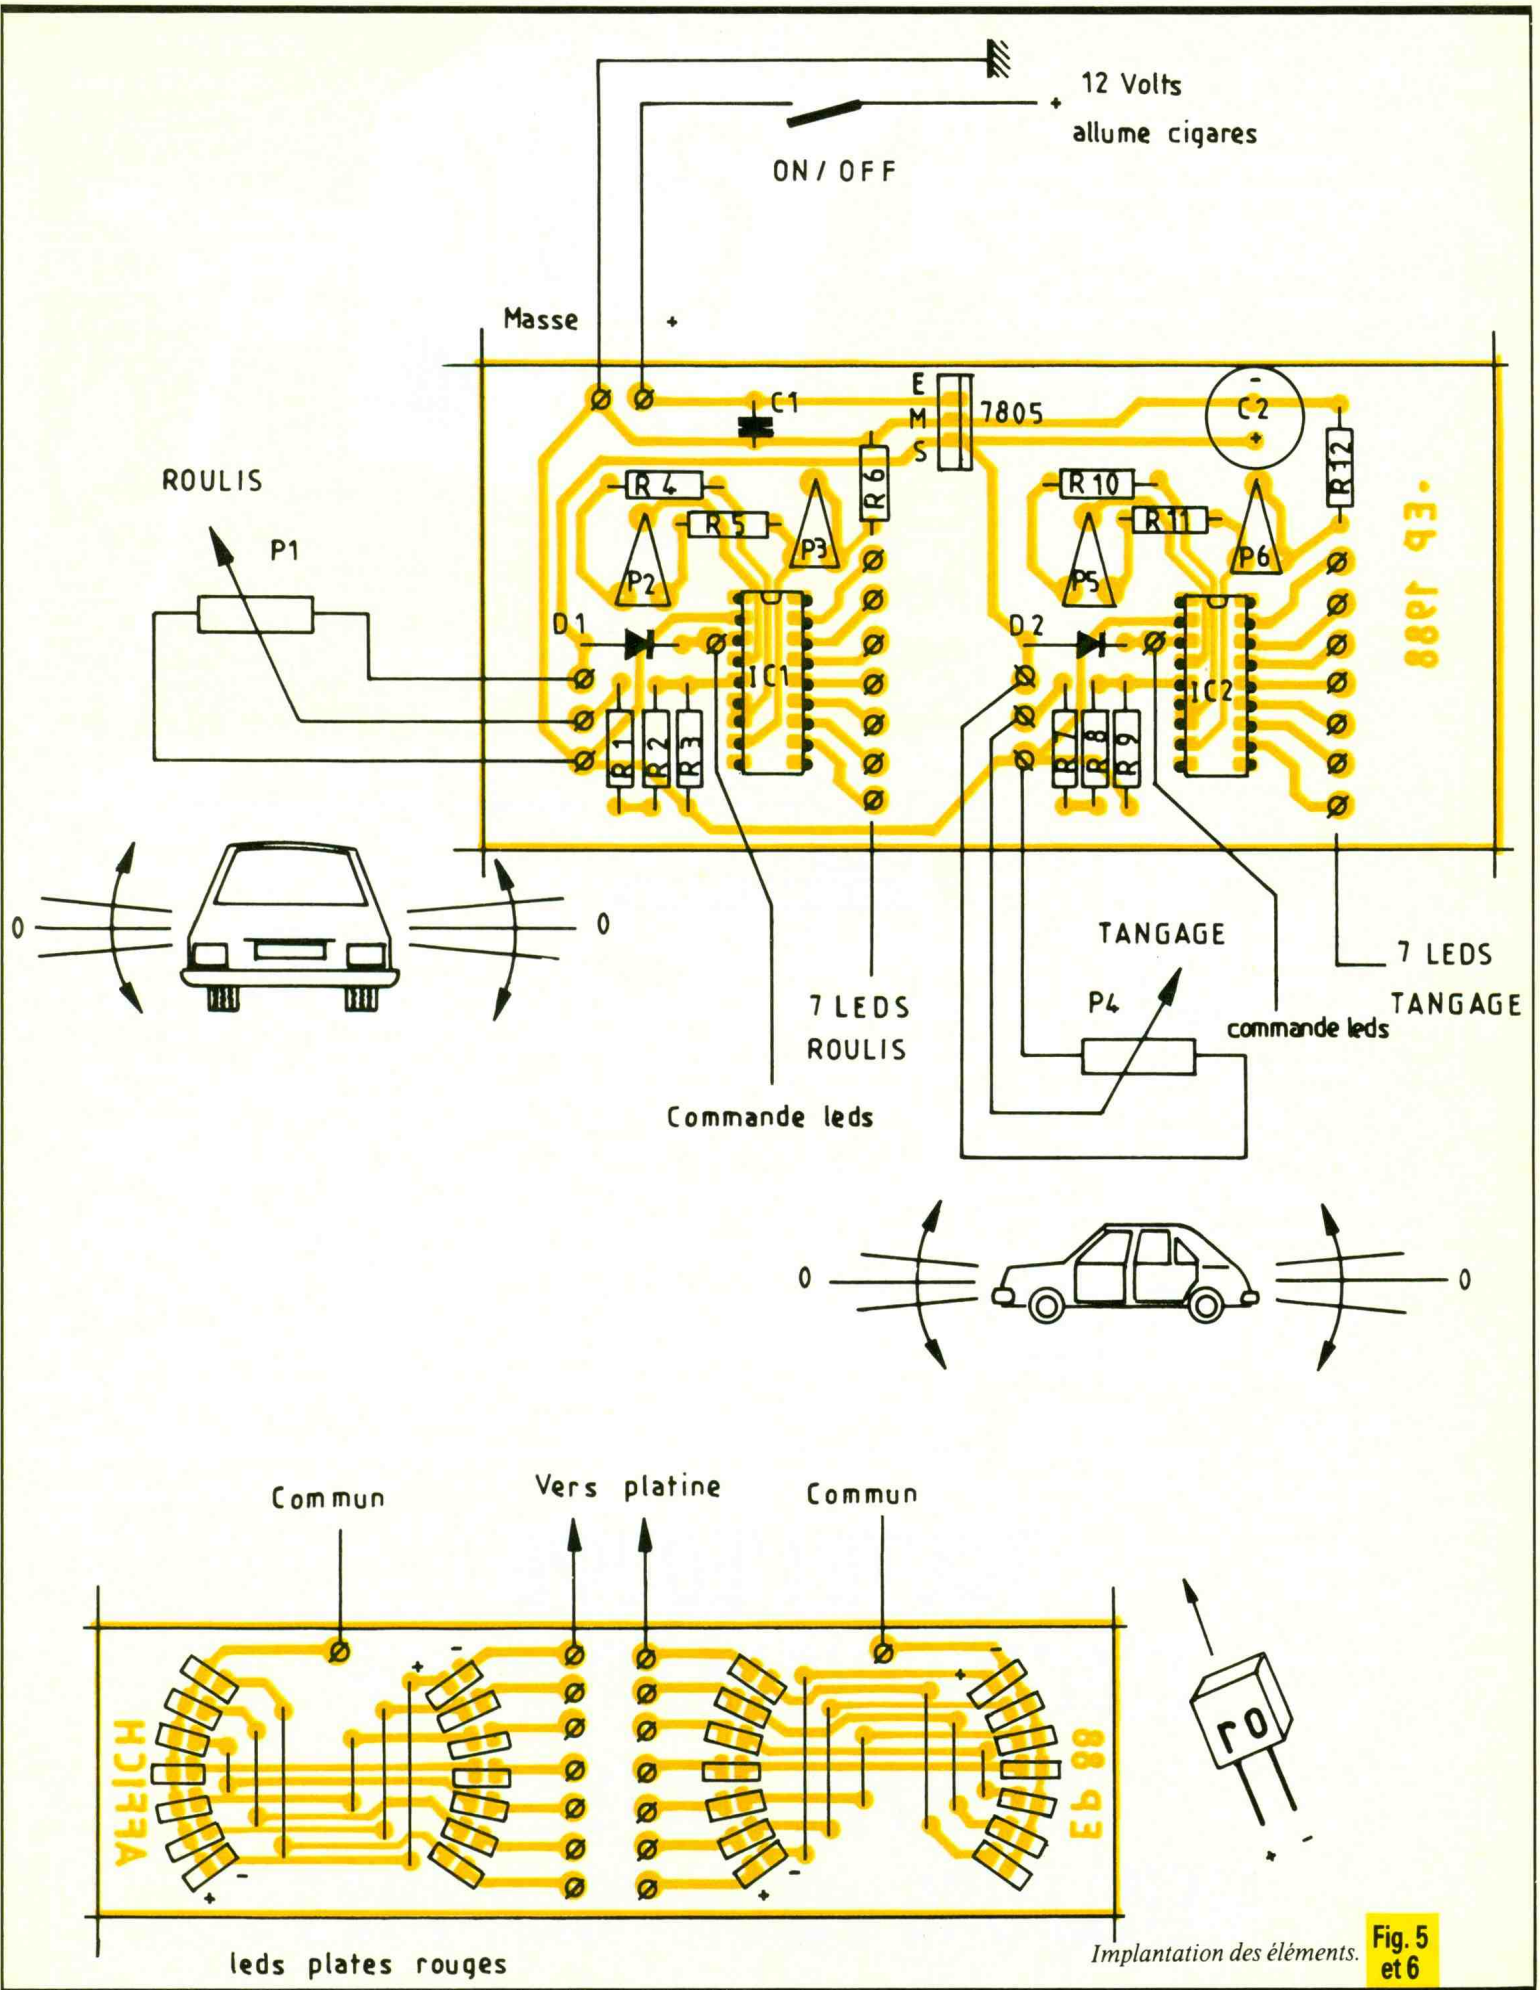 12 Volts
+
allume cigares
ON / OFF
Masse
+
E
M
S
7805
C1
-
C2
+
R12
R6
R4
R5
P3
P2
R10
R11
P6
P5
ROULIS
P1
D1
IC1
R1
R2
R3
D2
IC2
R7
R8
R9
•EP 1988
0
0
7 LEDS
ROULIS
Commande leds
TANGAGE
P4
commande leds
7 LEDS
TANGAGE
0
0
Commun
Vers platine
Commun
-
+
-
+
AFFICH
EP 88
-
+
-
+
ro
+
-
leds plates rouges
Implantation des éléments.
Fig. 5
et 6